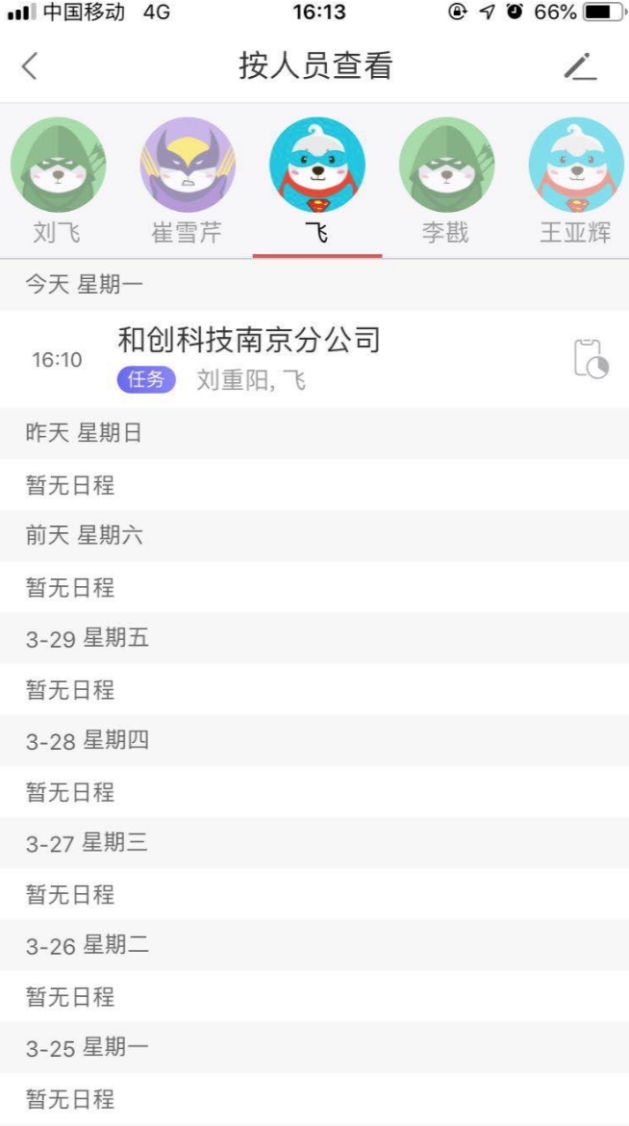 中国移动 4G 16:13 66%
按人员查看
刘飞 崔雪芹 飞 李戡 王亚辉
今天 星期一
和创科技南京分公司
16:10
任务 刘重阳, 飞
昨天 星期日
暂无日程
前天 星期六
暂无日程
3-29 星期五
暂无日程
3-28 星期四
暂无日程
3-27 星期三
暂无日程
3-26 星期二
暂无日程
3-25 星期一
暂无日程